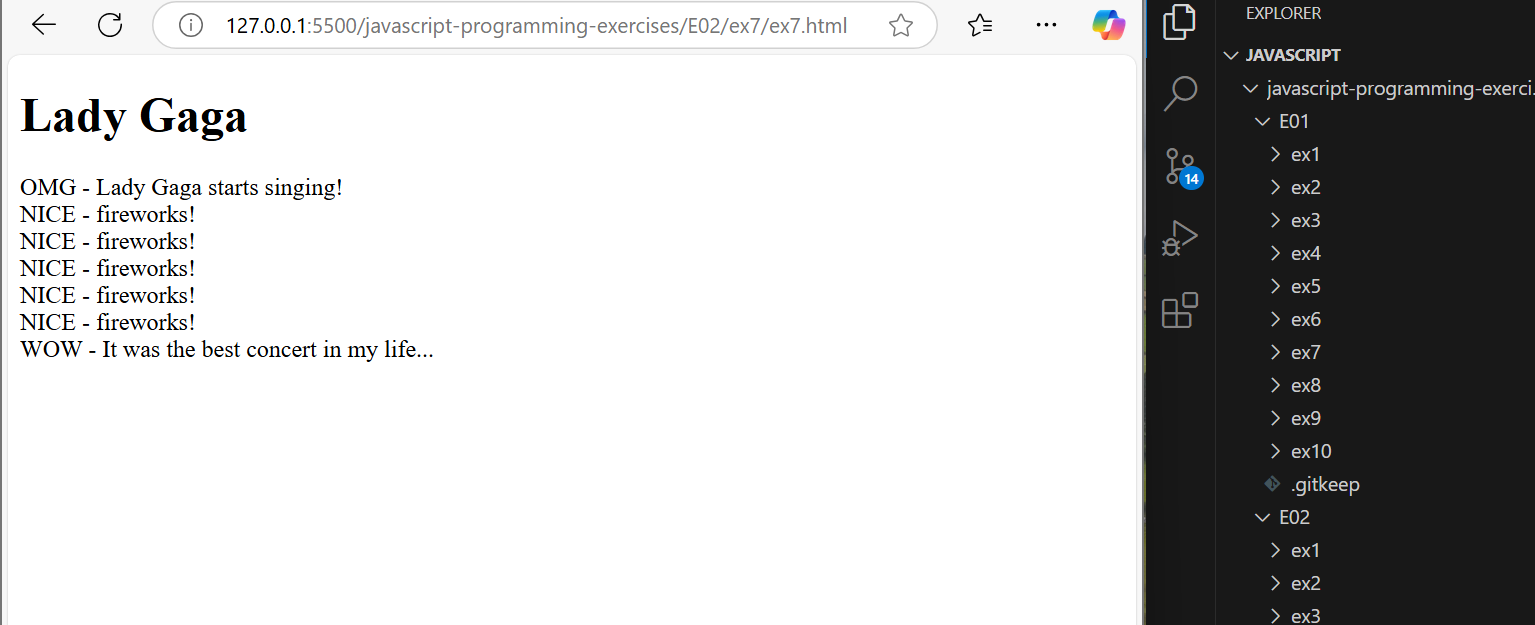 127.0.0.1:5500/javascript-programming-exercises/E02/ex7/ex7.html
Lady Gaga
OMG - Lady Gaga starts singing!
NICE - fireworks!
NICE - fireworks!
NICE - fireworks!
NICE - fireworks!
NICE - fireworks!
WOW - It was the best concert in my life...
14
EXPLORER
JAVASCRIPT
javascript-programming-exerci...
E01
ex1
ex2
ex3
ex4
ex5
ex6
ex7
ex8
ex9
ex10
.gitkeep
E02
ex1
ex2
ex3